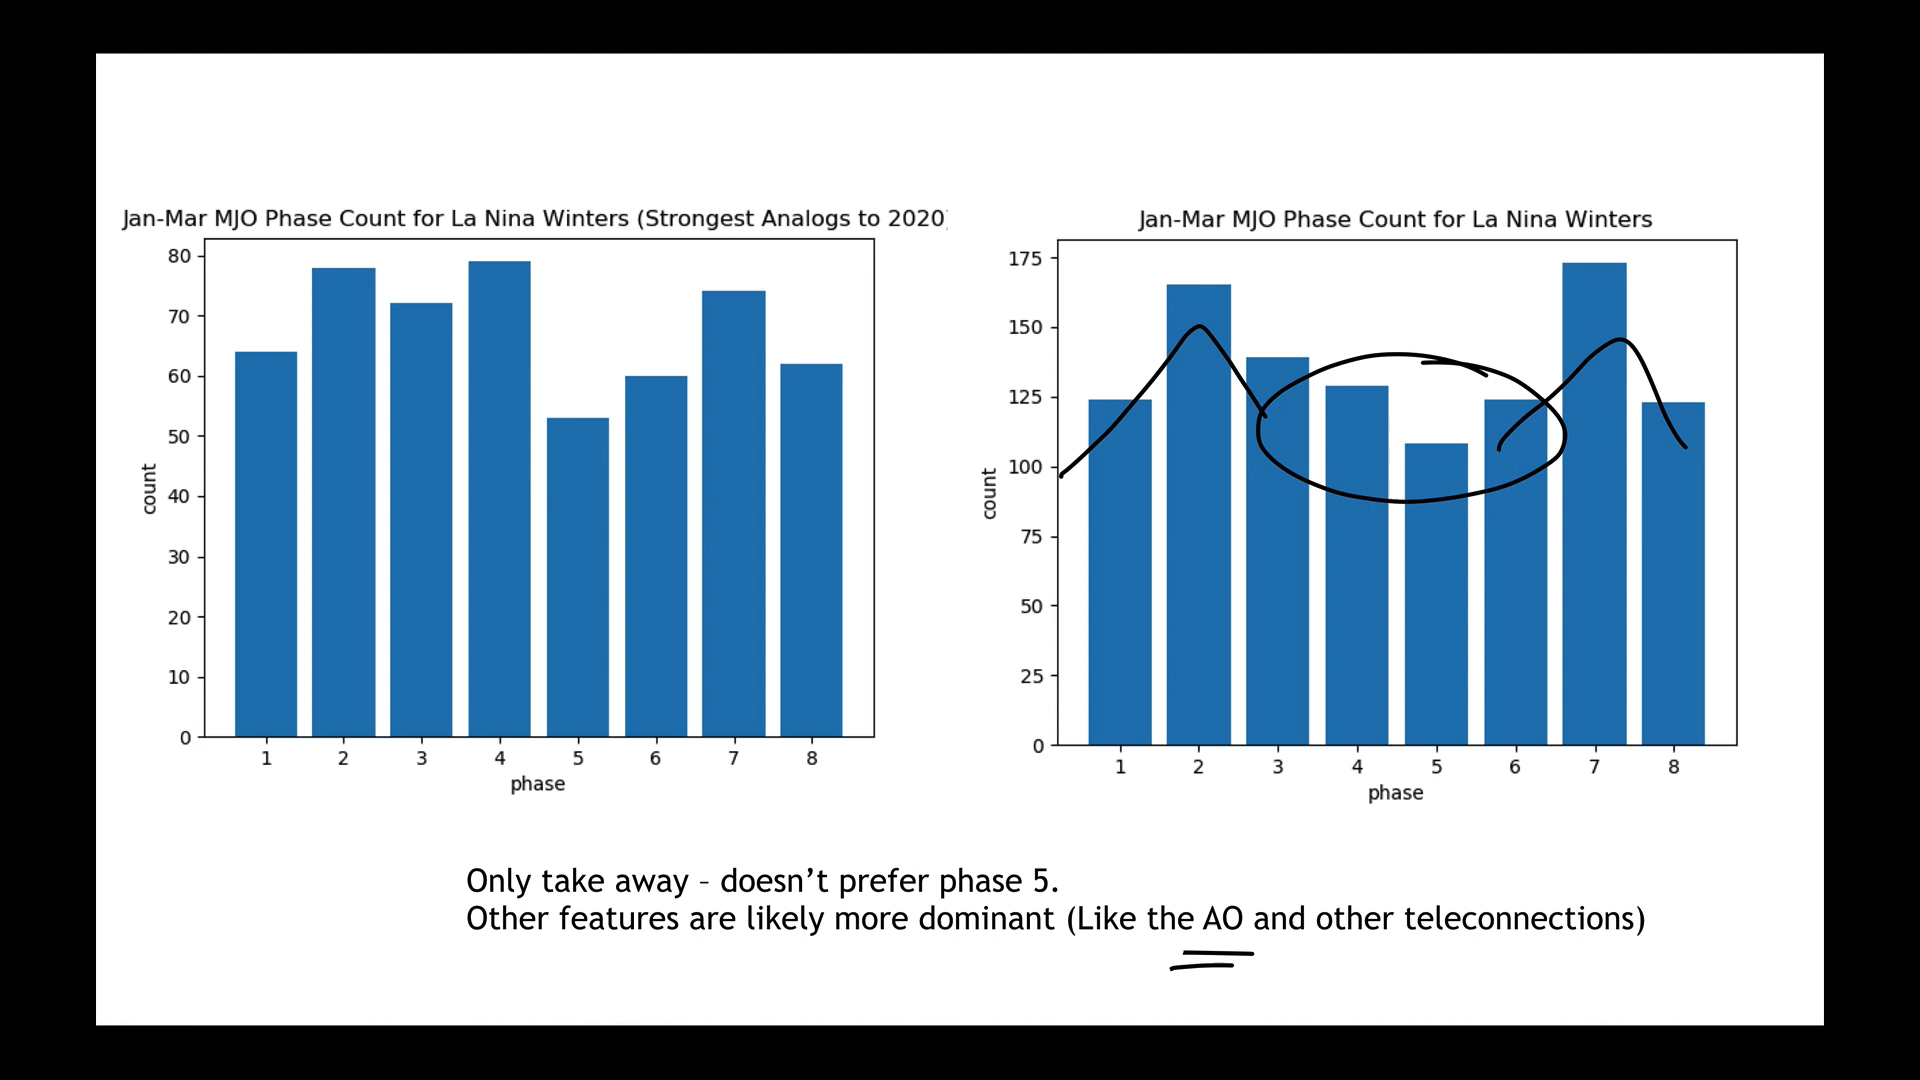 Jan-Mar MJO Phase Count for La Nina Winters (Strongest Analogs to 2020)
80
70
60
50
40
30
20
10
0
count
1 2 3 4 5 6 7 8
phase
Jan-Mar MJO Phase Count for La Nina Winters
175
150
125
100
75
50
25
0
count
1 2 3 4 5 6 7 8
phase
Only take away – doesn’t prefer phase 5.
Other features are likely more dominant (Like the AO and other teleconnections)